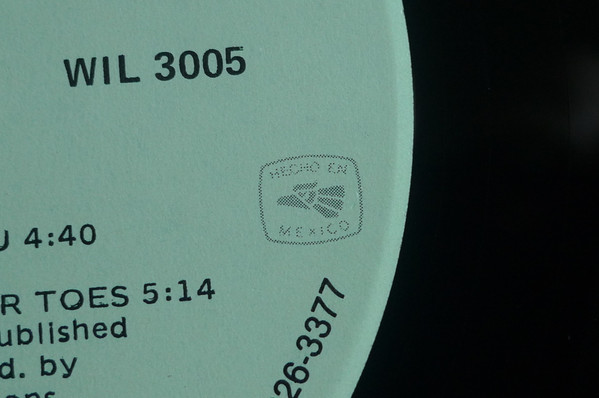 WIL 3005
HECHO EN
MEXICO
U 4:40
R TOES 5:14
ublished
d. by
26-3377